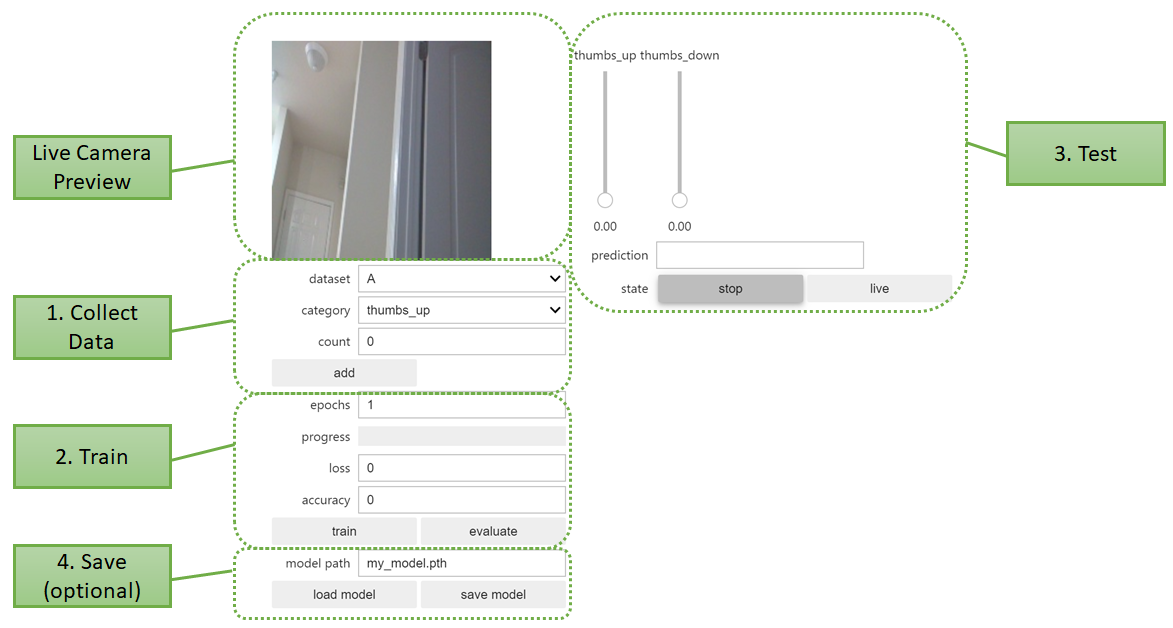 Live Camera
Preview
1. Collect
Data
2. Train
4. Save
(optional)
dataset A
category thumbs_up
count 0
add
epochs 1
progress
loss 0
accuracy 0
train evaluate
model path my_model.pth
load model save model
thumbs_up thumbs_down
0.00 0.00
prediction
state stop live
3. Test